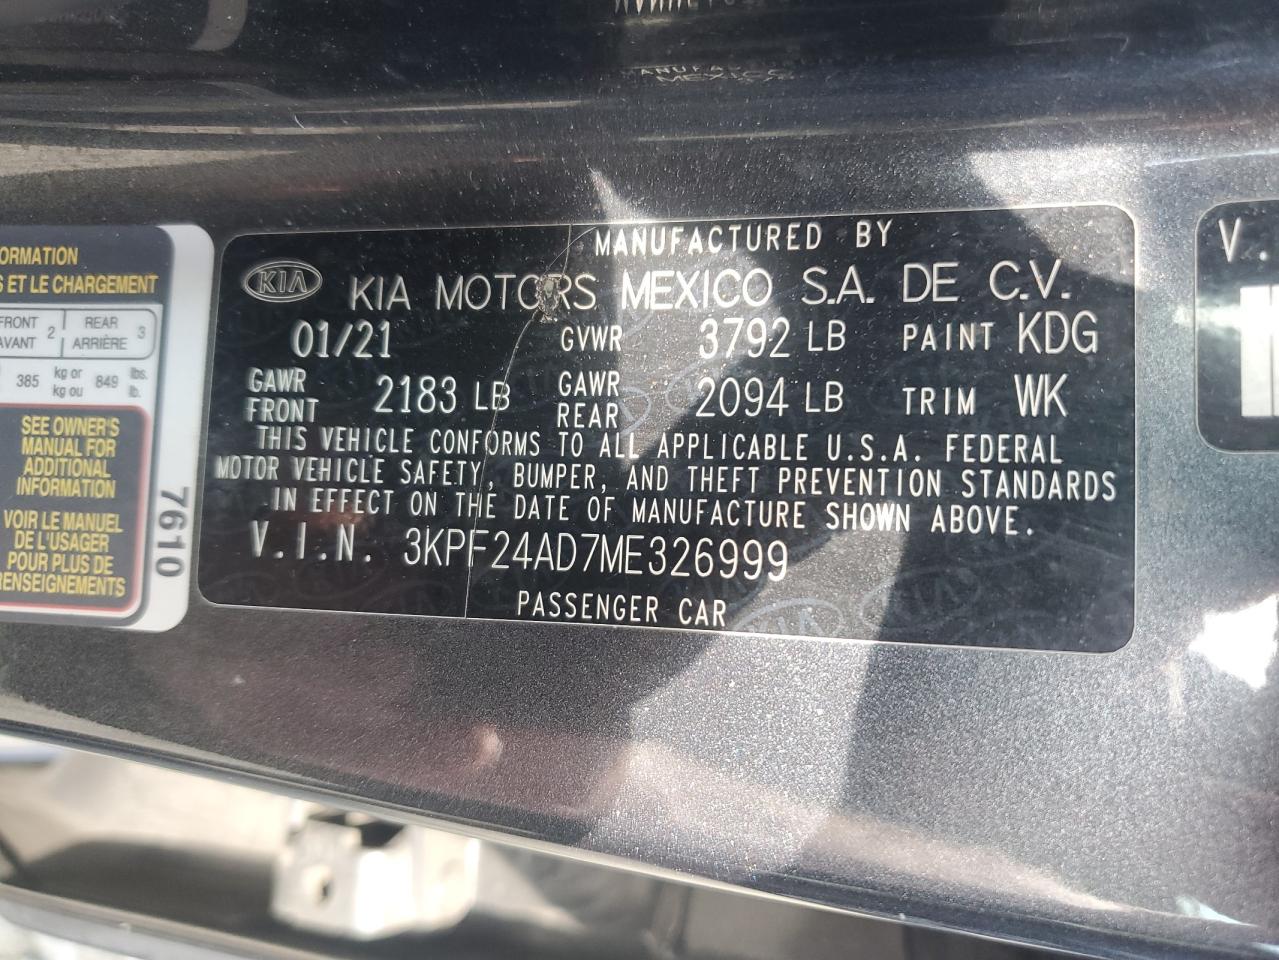 MANUFACTURED BY
KIA KIA MOTORS MEXICO S.A. DE C.V.
01/21 GVWR 3792 LB PAINT KDG
GAWR FRONT 2183 LB GAWR REAR 2094 LB TRIM WK
THIS VEHICLE CONFORMS TO ALL APPLICABLE U.S.A. FEDERAL
MOTOR VEHICLE SAFETY, BUMPER, AND THEFT PREVENTION STANDARDS
IN EFFECT ON THE DATE OF MANUFACTURE SHOWN ABOVE.
V.I.N. 3KPF24AD7ME326999
PASSENGER CAR
ORMATION
S ET LE CHARGEMENT
FRONT 2 REAR 3
AVANT ARRIÈRE
385 kg or 849 lbs.
kg ou lb.
SEE OWNER'S
MANUAL FOR
ADDITIONAL
INFORMATION
VOIR LE MANUEL
DE L'USAGER
POUR PLUS DE
RENSEIGNEMENTS
7610
V.